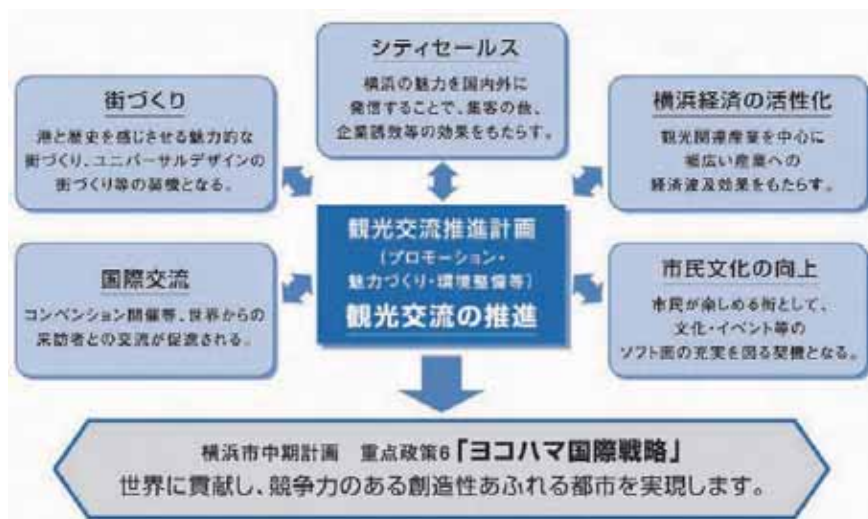 シティセールス
横浜の魅力を国内外に
発信することで、集客の他、
企業誘致等の効果をもたらす。
街づくり
港と歴史を感じさせる魅力的な
街づくり、ユニバーサルデザインの
街づくり等の契機となる。
横浜経済の活性化
観光関連産業を中心に
幅広い産業への
経済波及効果をもたらす。
観光交流推進計画
(プロモーション・
魅力づくり・環境整備等)
観光交流の推進
国際交流
コンベンション開催等、世界からの
来訪者との交流が促進される。
市民文化の向上
市民が楽しめる街として、
文化・イベント等の
ソフト面の充実を図る契機となる。
横浜市中期計画 重点政策6「ヨコハマ国際戦略」
世界に貢献し、競争力のある創造性あふれる都市を実現します。